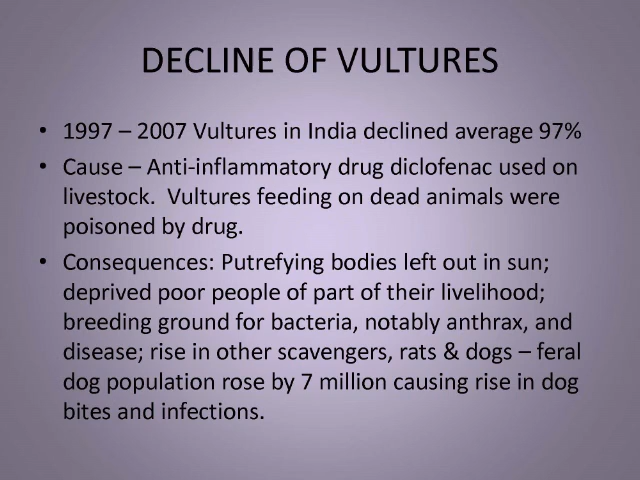 DECLINE OF VULTURES
• 1997 – 2007 Vultures in India declined average 97%
• Cause – Anti-inflammatory drug diclofenac used on
livestock.  Vultures feeding on dead animals were
poisoned by drug.
• Consequences: Putrefying bodies left out in sun;
deprived poor people of part of their livelihood;
breeding ground for bacteria, notably anthrax, and
disease; rise in other scavengers, rats & dogs – feral
dog population rose by 7 million causing rise in dog
bites and infections.